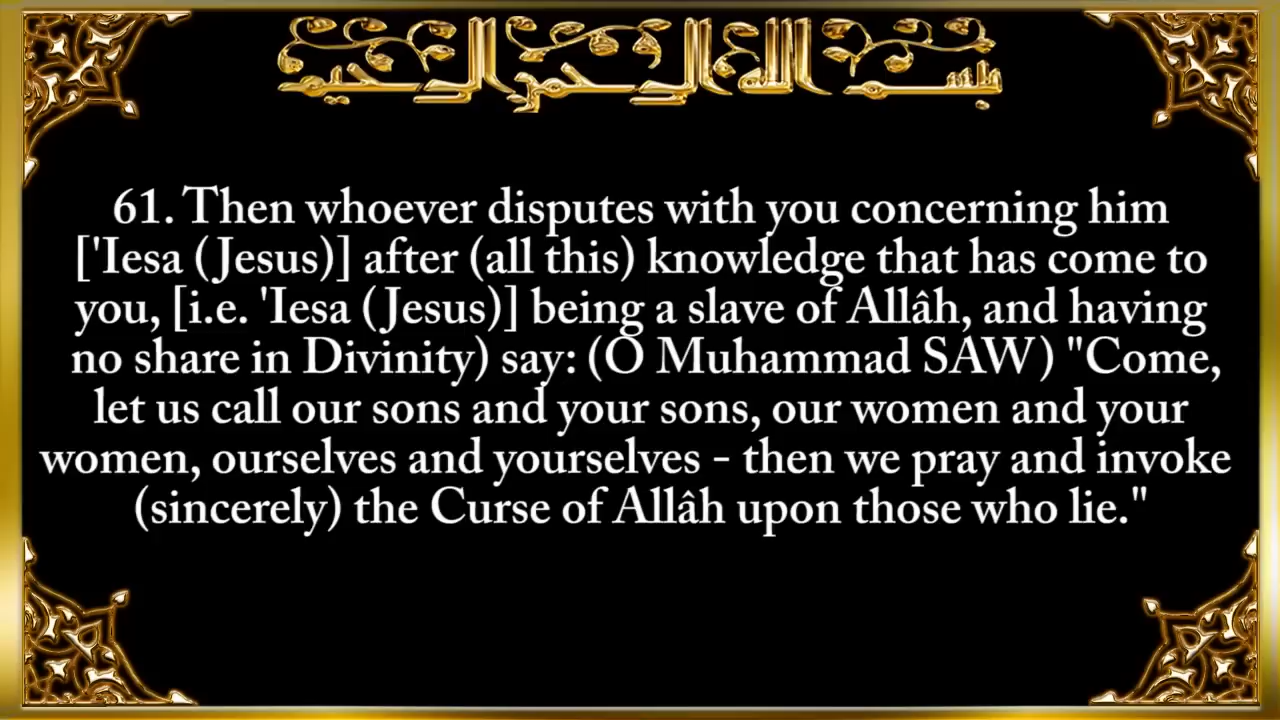 بسم الله الرحمن الرحيم
61. Then whoever disputes with you concerning him
['Iesa (Jesus)] after (all this) knowledge that has come to
you, [i.e. 'Iesa (Jesus)] being a slave of Allâh, and having
no share in Divinity) say: (O Muhammad SAW) "Come,
let us call our sons and your sons, our women and your
women, ourselves and yourselves - then we pray and invoke
(sincerely) the Curse of Allâh upon those who lie."